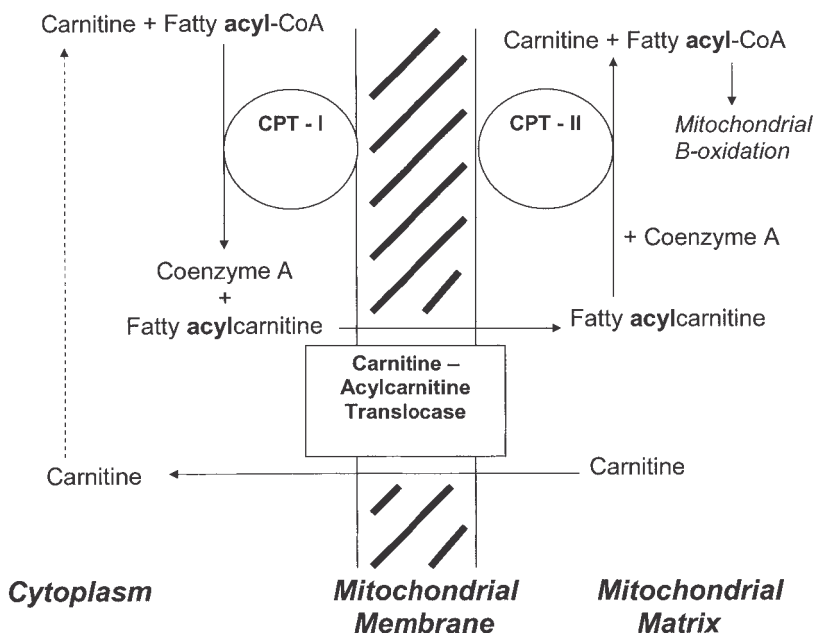 Carnitine + Fatty acyl-CoA
Carnitine + Fatty acyl-CoA
CPT - I
CPT - II
Mitochondrial
B-oxidation
+ Coenzyme A
Coenzyme A
+
Fatty acylcarnitine
Fatty acylcarnitine
Carnitine –
Acylcarnitine
Translocase
Carnitine
Carnitine
Cytoplasm
Mitochondrial
Membrane
Mitochondrial
Matrix